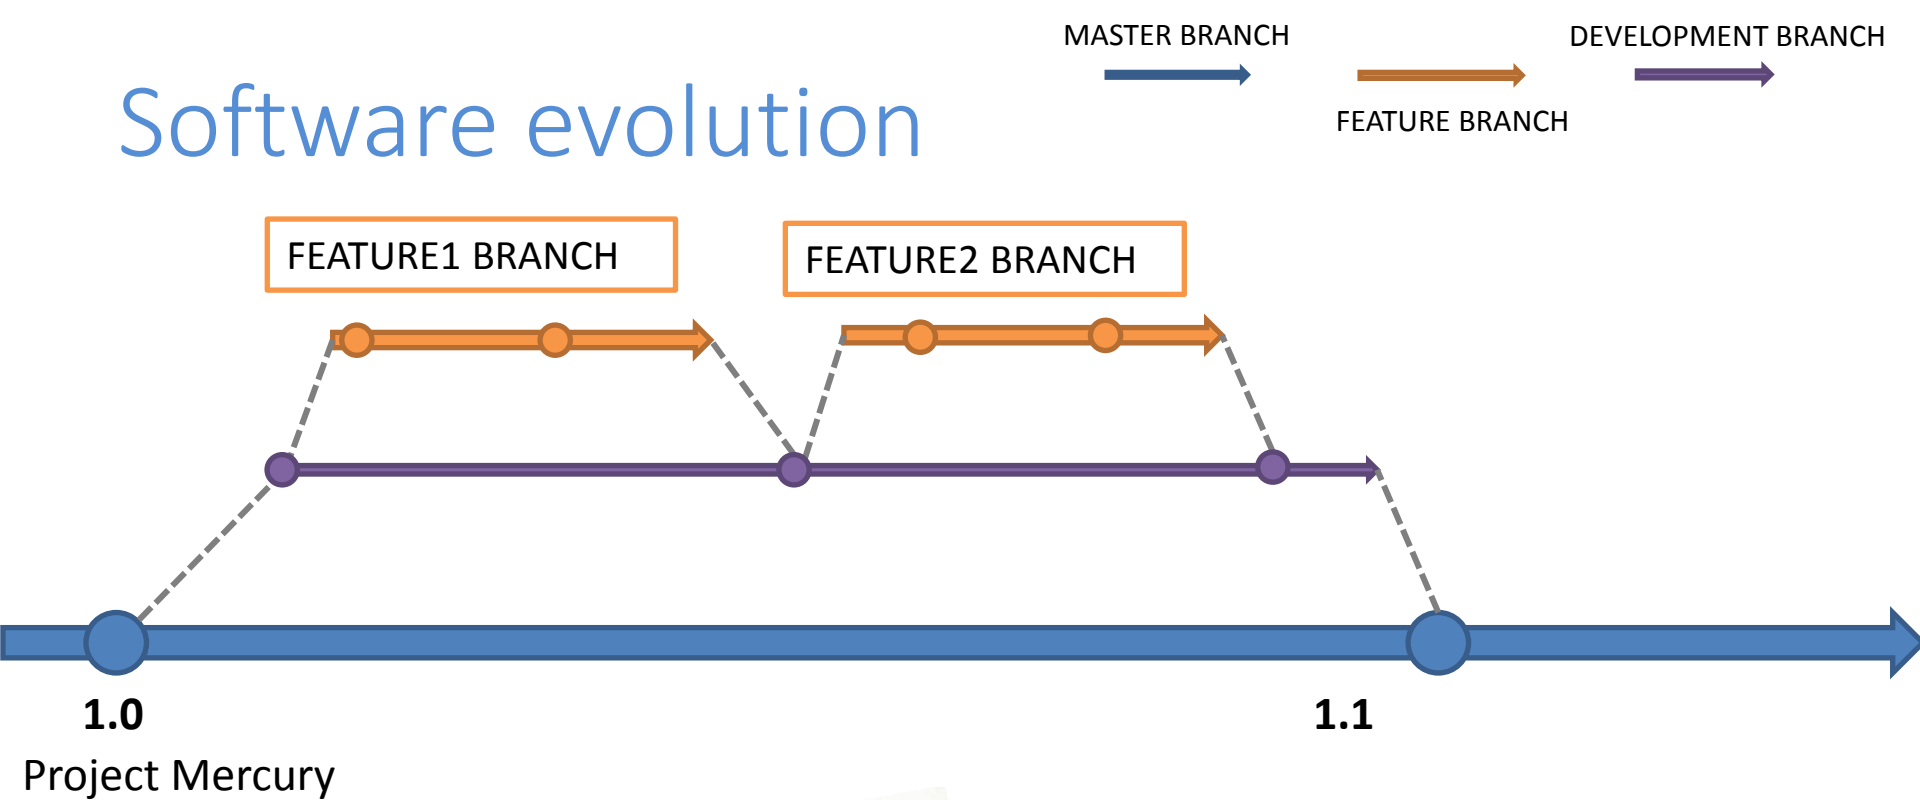 MASTER BRANCH
DEVELOPMENT BRANCH
FEATURE BRANCH
Software evolution
FEATURE1 BRANCH
FEATURE2 BRANCH
1.0
1.1
Project Mercury